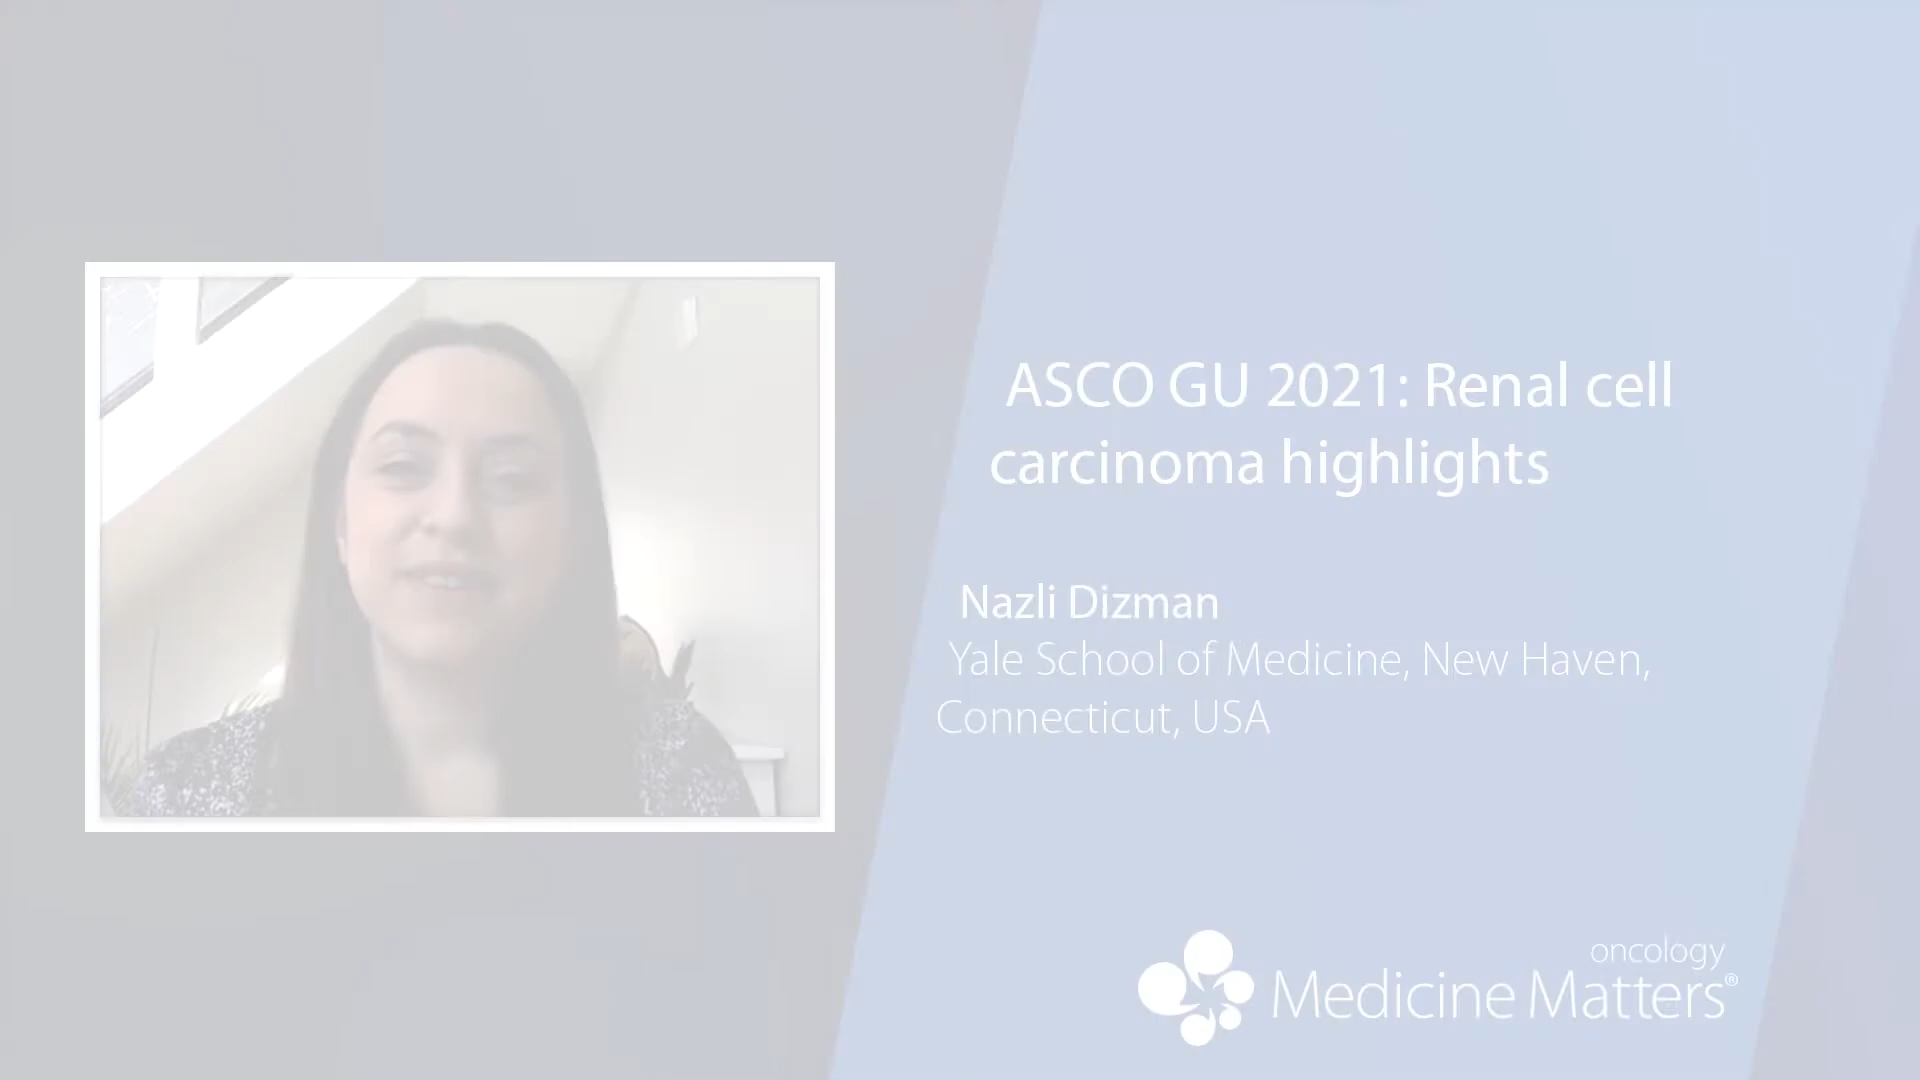 ASCO GU 2021: Renal cell
carcinoma highlights
Nazli Dizman
Yale School of Medicine, New Haven,
Connecticut, USA
oncology
Medicine Matters®